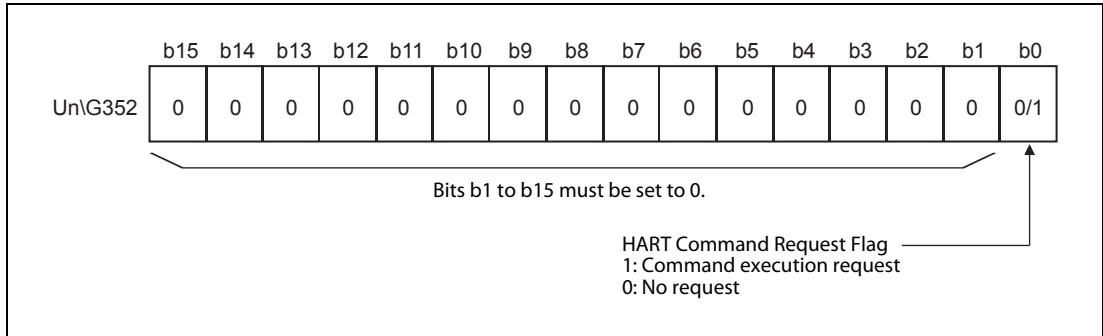 b15 b14 b13 b12 b11 b10 b9 b8 b7 b6 b5 b4 b3 b2 b1 b0
Un\G352 0 0 0 0 0 0 0 0 0 0 0 0 0 0 0 0/1
Bits b1 to b15 must be set to 0.
HART Command Request Flag
1: Command execution request
0: No request